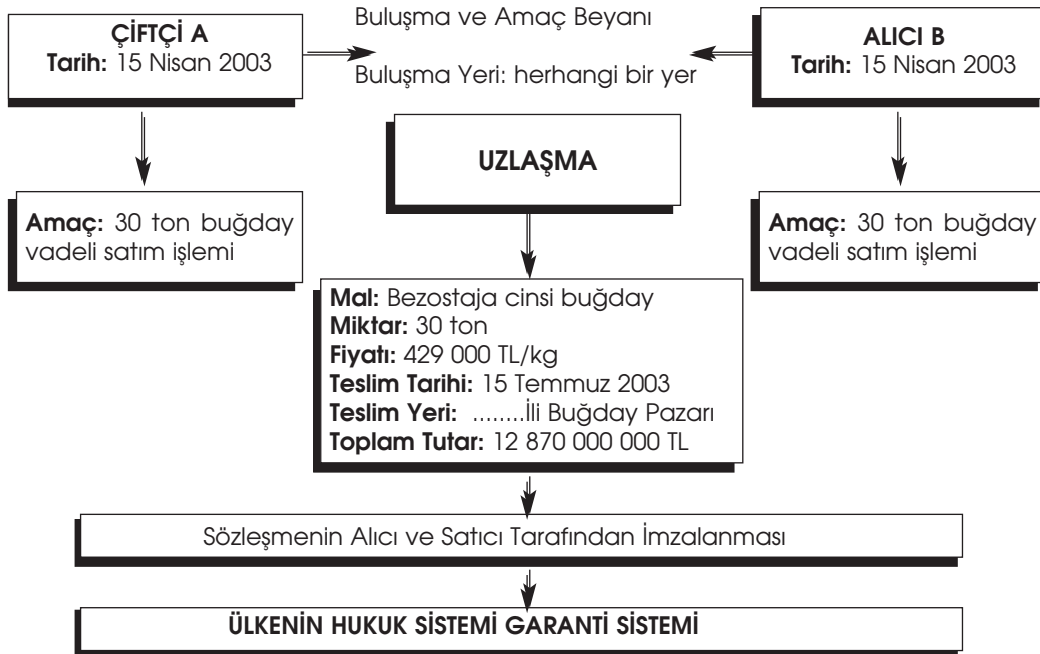 ÇİFTÇİ A
Tarih: 15 Nisan 2003
Buluşma ve Amaç Beyanı
Buluşma Yeri: herhangi bir yer
ALICI B
Tarih: 15 Nisan 2003
UZLAŞMA
Amaç: 30 ton buğday
vadeli satım işlemi
Amaç: 30 ton buğday
vadeli satım işlemi
Mal: Bezostaja cinsi buğday
Miktar: 30 ton
Fiyatı: 429 000 TL/kg
Teslim Tarihi: 15 Temmuz 2003
Teslim Yeri: ........İli Buğday Pazarı
Toplam Tutar: 12 870 000 000 TL
Sözleşmenin Alıcı ve Satıcı Tarafından İmzalanması
ÜLKENİN HUKUK SİSTEMİ GARANTİ SİSTEMİ